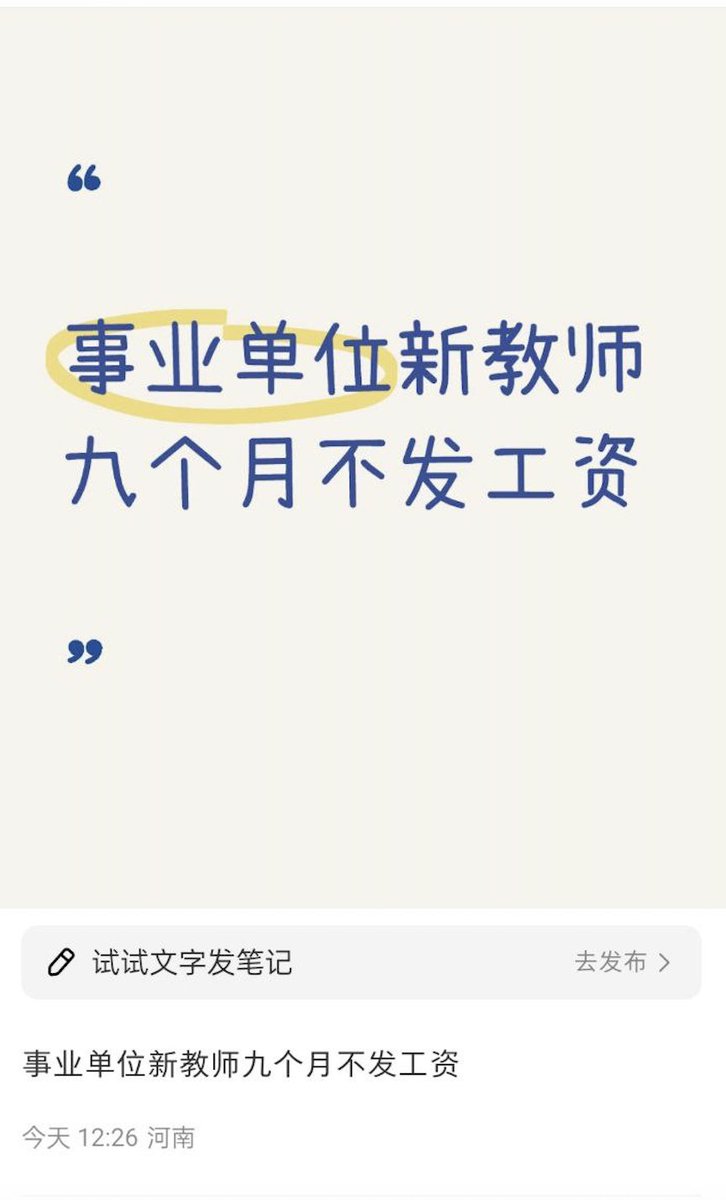 “
事业单位新教师
九个月不发工资
”
试试文字发笔记 去发布
事业单位新教师九个月不发工资
今天 12:26 河南